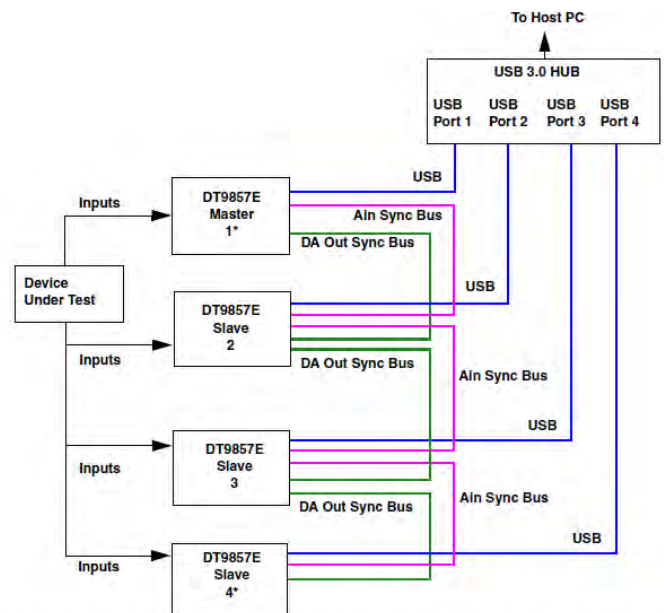 To Host PC
USB 3.0 HUB
USB USB USB USB
Port 1 Port 2 Port 3 Port 4
USB
DT9857E
Master
1*
Inputs
Ain Sync Bus
DA Out Sync Bus
Device
Under Test
USB
DT9857E
Slave
2
Inputs
DA Out Sync Bus
Ain Sync Bus
USB
DT9857E
Slave
3
Inputs
Ain Sync Bus
DA Out Sync Bus
USB
DT9857E
Slave
4*
Inputs